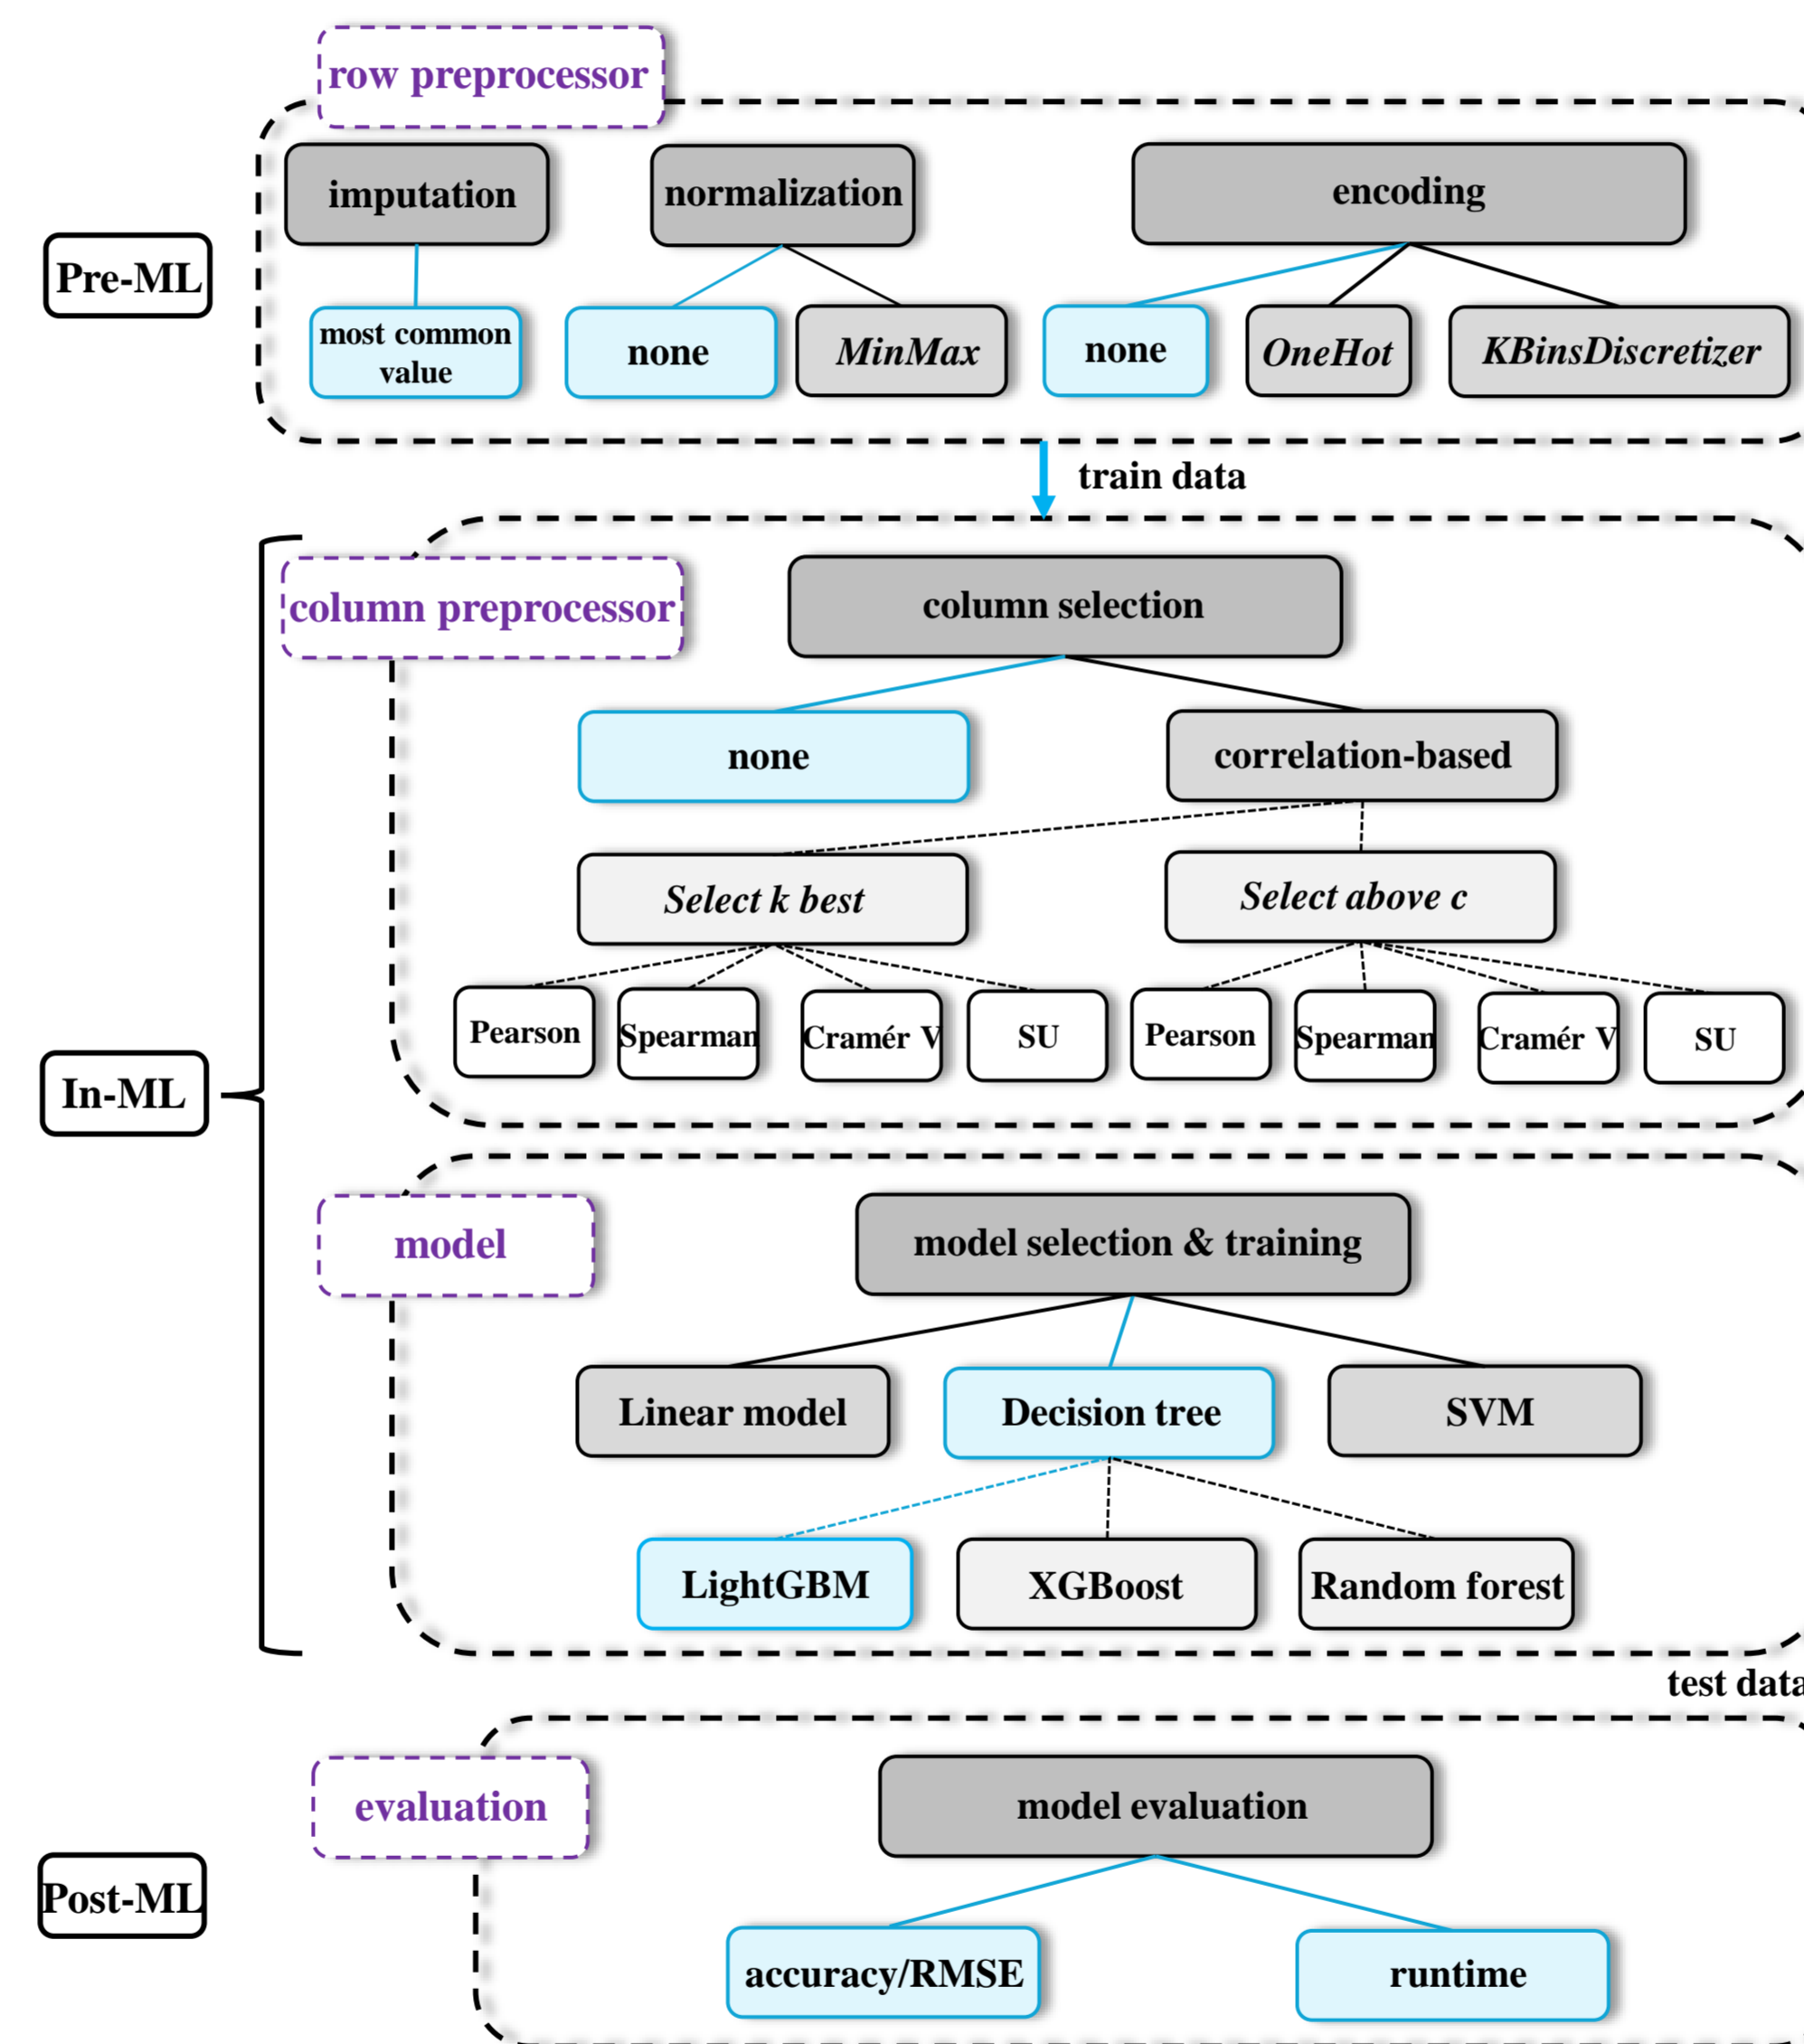 row preprocessor
imputation
normalization
encoding
Pre-ML
most common
value
none
MinMax
none
OneHot
KBinsDiscretizer
train data
column preprocessor
column selection
none
correlation-based
Select k best
Select above c
Pearson
Spearman
Cramér V
SU
Pearson
Spearman
Cramér V
SU
In-ML
model
model selection & training
Linear model
Decision tree
SVM
LightGBM
XGBoost
Random forest
test data
evaluation
model evaluation
Post-ML
accuracy/RMSE
runtime